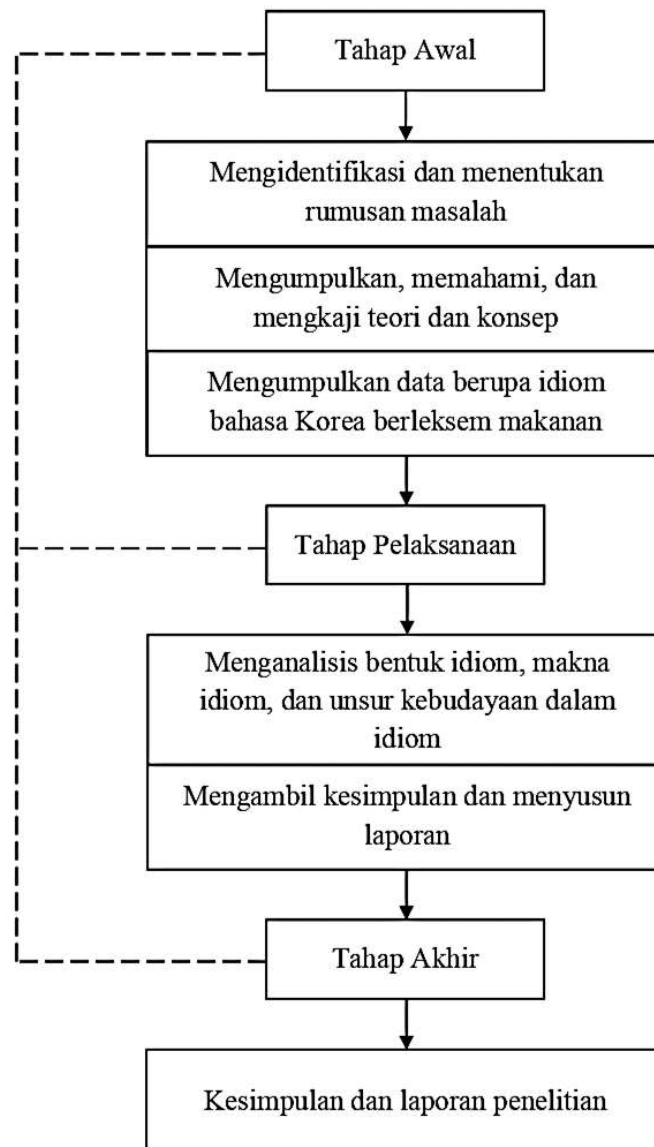 Tahap Awal
Mengidentifikasi dan menentukan
rumusan masalah
Mengumpulkan, memahami, dan
mengkaji teori dan konsep
Mengumpulkan data berupa idiom
bahasa Korea berleksem makanan
Tahap Pelaksanaan
Menganalisis bentuk idiom, makna
idiom, dan unsur kebudayaan dalam
idiom
Mengambil kesimpulan dan menyusun
laporan
Tahap Akhir
Kesimpulan dan laporan penelitian